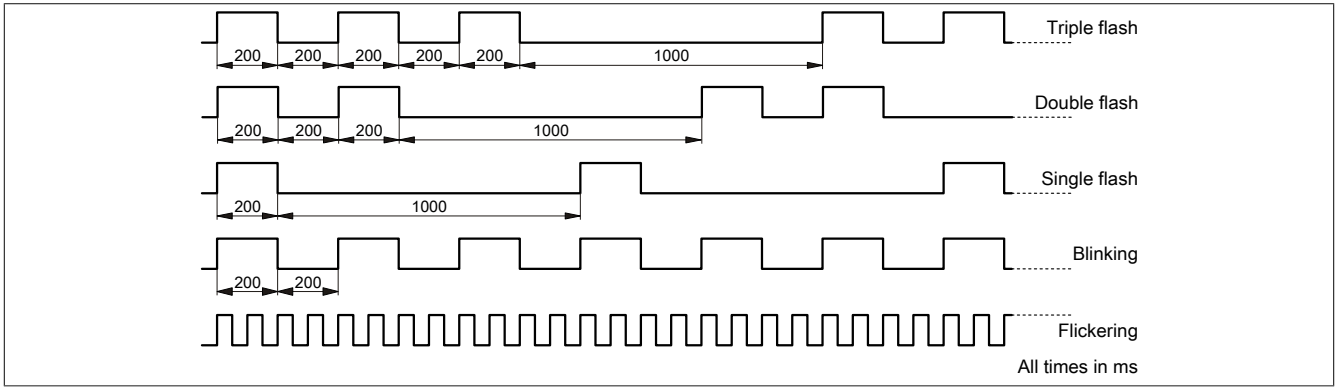 Triple flash
200 200 200 200 200 1000
Double flash
200 200 200 1000
Single flash
200 1000
Blinking
200 200
Flickering
All times in ms